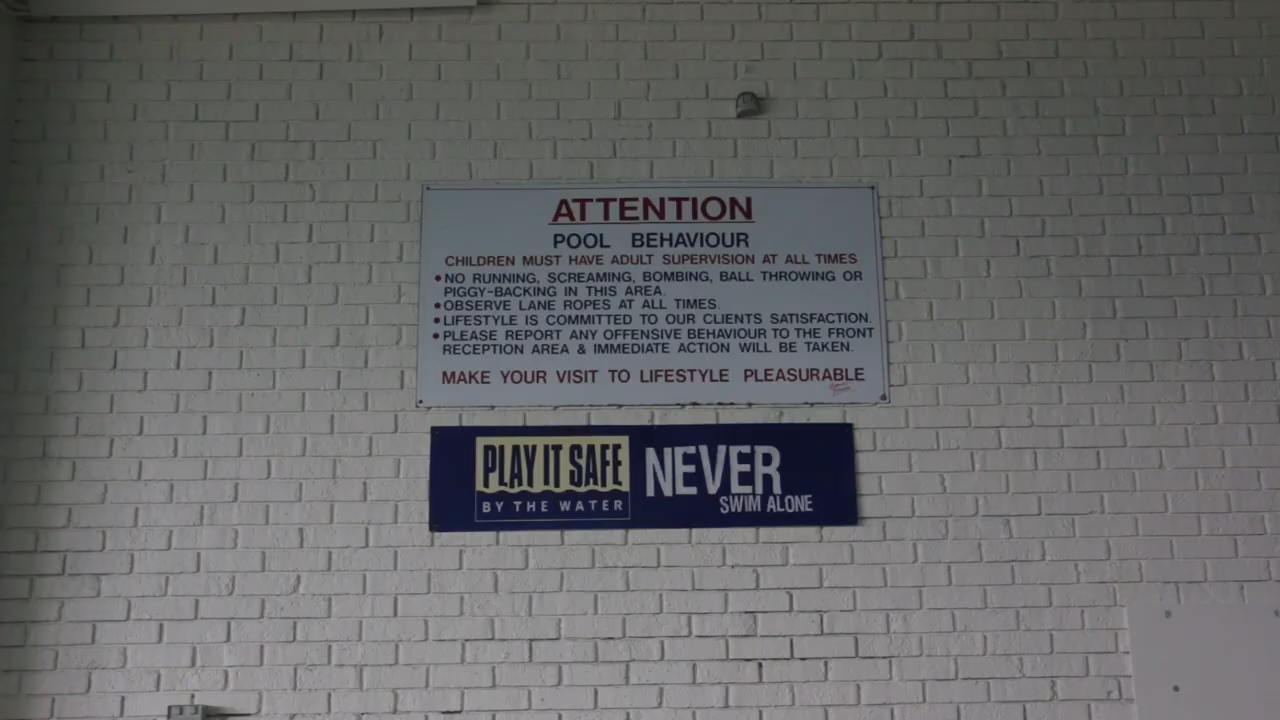 ATTENTION
POOL BEHAVIOUR
CHILDREN MUST HAVE ADULT SUPERVISION AT ALL TIMES
•NO RUNNING, SCREAMING, BOMBING, BALL THROWING OR
PIGGY-BACKING IN THIS AREA.
•OBSERVE LANE ROPES AT ALL TIMES.
•LIFESTYLE IS COMMITTED TO OUR CLIENTS SATISFACTION.
•PLEASE REPORT ANY OFFENSIVE BEHAVIOUR TO THE FRONT
RECEPTION AREA & IMMEDIATE ACTION WILL BE TAKEN.
MAKE YOUR VISIT TO LIFESTYLE PLEASURABLE
PLAY IT SAFE
BY THE WATER
NEVER
SWIM ALONE